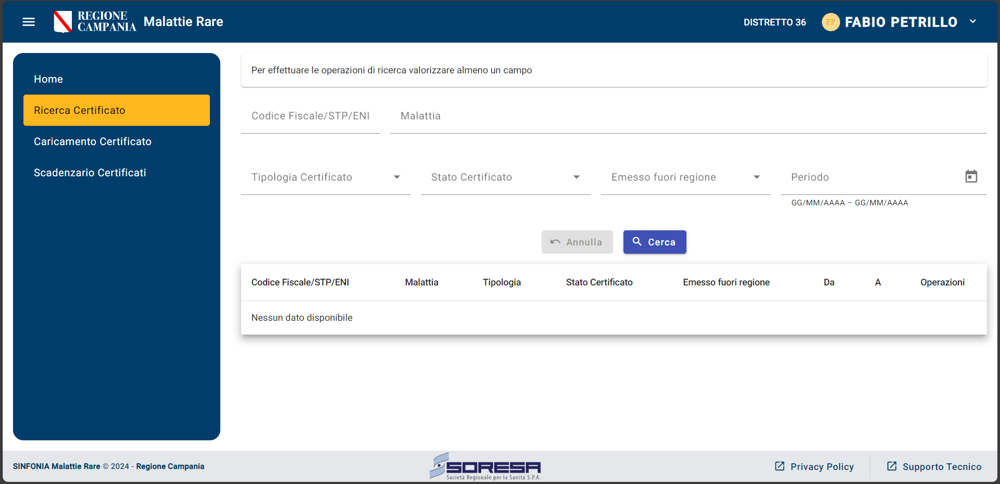 REGIONE
CAMPANIA
Malattie Rare
DISTRETTO 36
FP
FABIO PETRILLO
Home
Ricerca Certificato
Caricamento Certificato
Scadenzario Certificati
Per effettuare le operazioni di ricerca valorizzare almeno un campo
Codice Fiscale/STP/ENI Malattia
Tipologia Certificato Stato Certificato Emesso fuori regione Periodo
GG/MM/AAAA – GG/MM/AAAA
Annulla Cerca
Codice Fiscale/STP/ENI Malattia Tipologia Stato Certificato Emesso fuori regione Da A Operazioni
Nessun dato disponibile
SINFONIA Malattie Rare © 2024 - Regione Campania
SORESA
Società Regionale per la Sanità S.P.A.
Privacy Policy
Supporto Tecnico